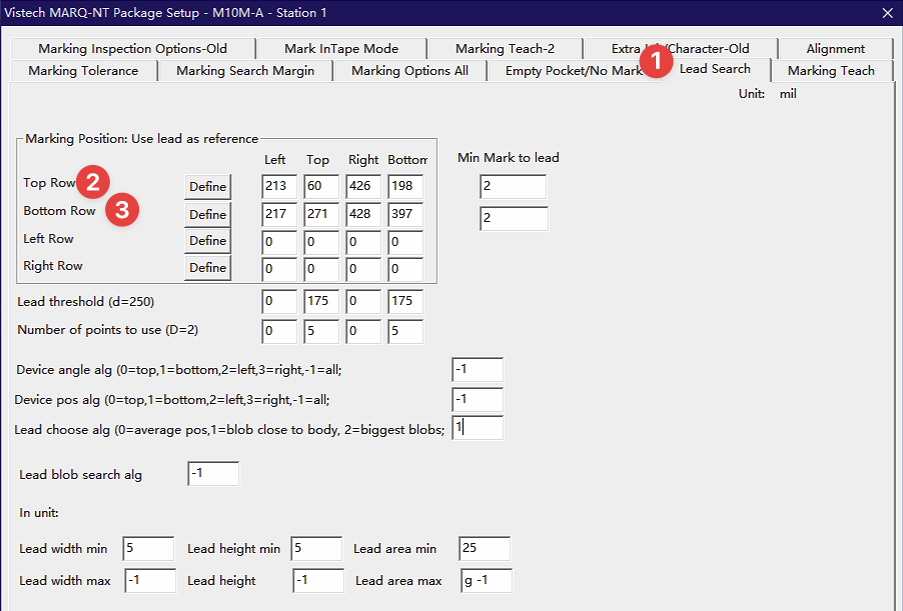 Vistech MARQ-NT Package Setup - M10M-A - Station 1
Marking Inspection Options-Old Mark InTape Mode Marking Teach-2 Extra /Character-Old Alignment
Marking Tolerance Marking Search Margin Marking Options All Empty Pocket/No Mark 1 Lead Search Marking Teach
Unit: mil
Marking Position: Use lead as reference
Left Top Right Bottom Min Mark to lead
Top Row 2 Define 213 60 426 198 2
Bottom Row 3 Define 217 271 428 397 2
Left Row Define 0 0 0 0
Right Row Define 0 0 0 0
Lead threshold (d=250) 0 175 0 175
Number of points to use (D=2) 0 5 0 5
Device angle alg (0=top,1=bottom,2=left,3=right,-1=all; -1
Device pos alg (0=top,1=bottom,2=left,3=right,-1=all; -1
Lead choose alg (0=average pos,1=blob close to body, 2=biggest blobs; 1
Lead blob search alg -1
In unit:
Lead width min 5 Lead height min 5 Lead area min 25
Lead width max -1 Lead height -1 Lead area max g -1